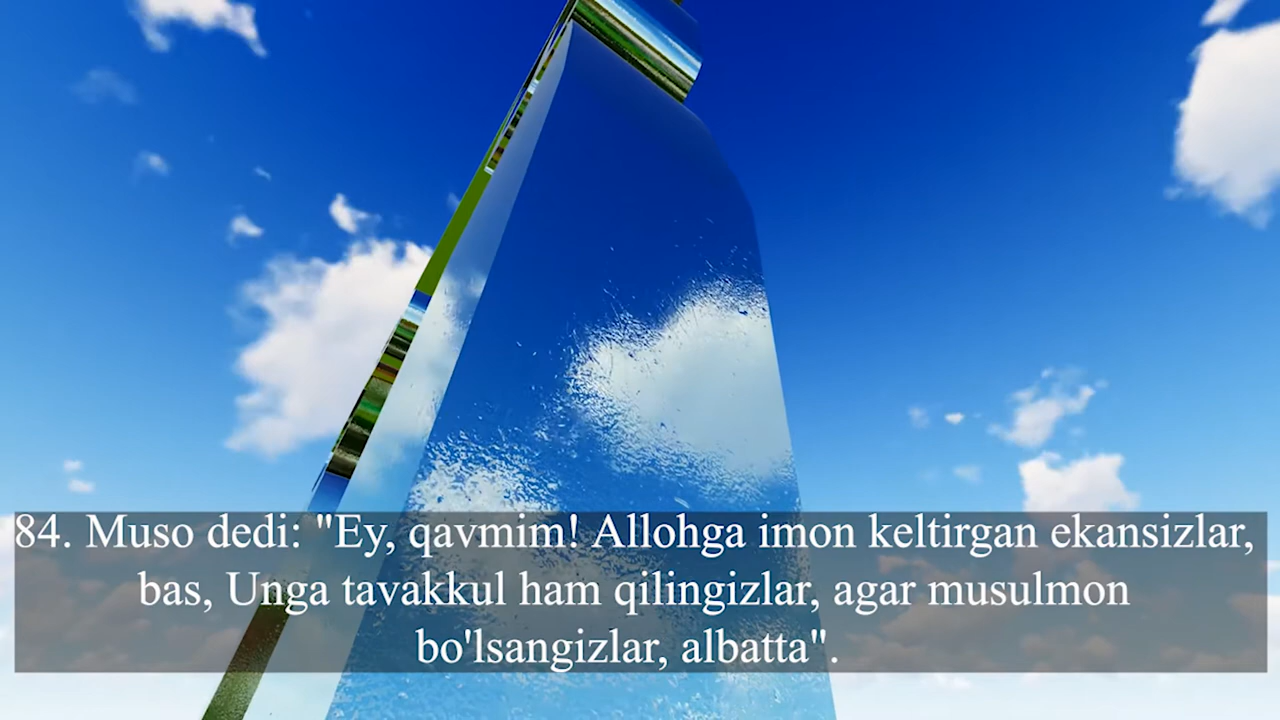 84. Muso dedi: "Ey, qavmim! Allohga imon keltirgan ekansizlar,
bas, Unga tavakkul ham qilingizlar, agar musulmon
bo'lsangizlar, albatta".